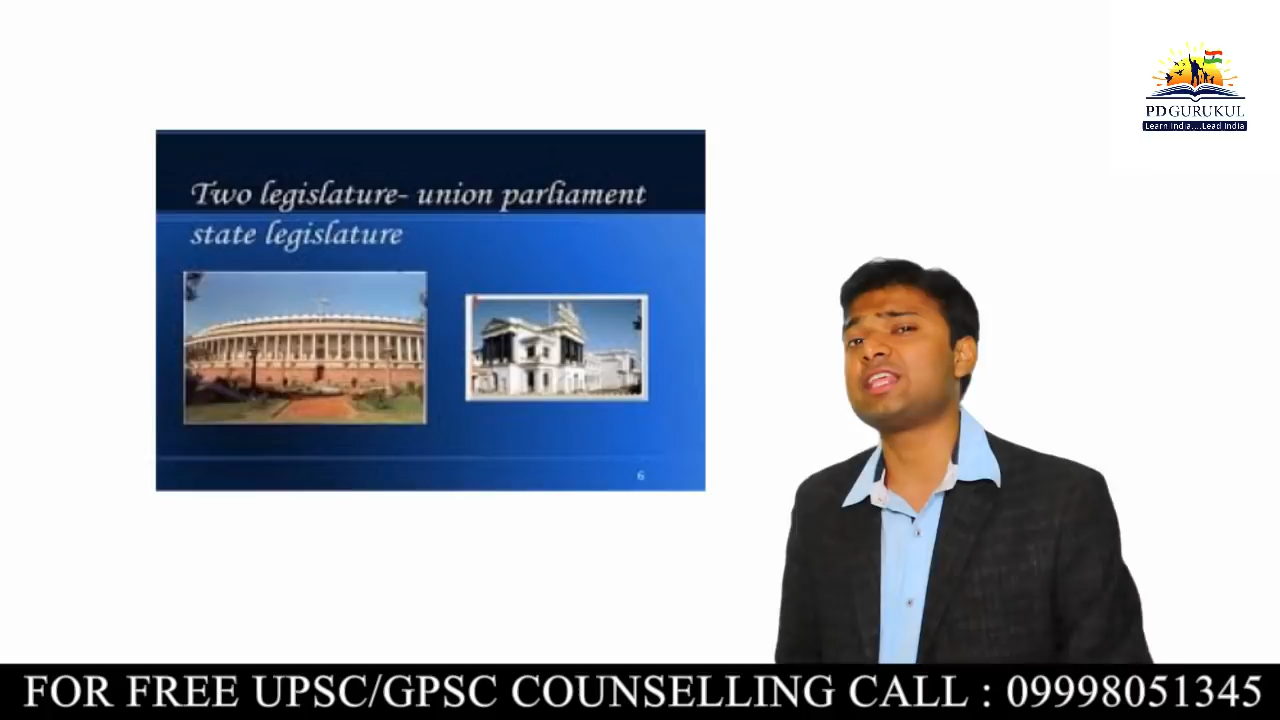 PDGURUKUL
Learn India....Lead India
Two legislature- union parliament
state legislature
6
FOR FREE UPSC/GPSC COUNSELLING CALL : 09998051345